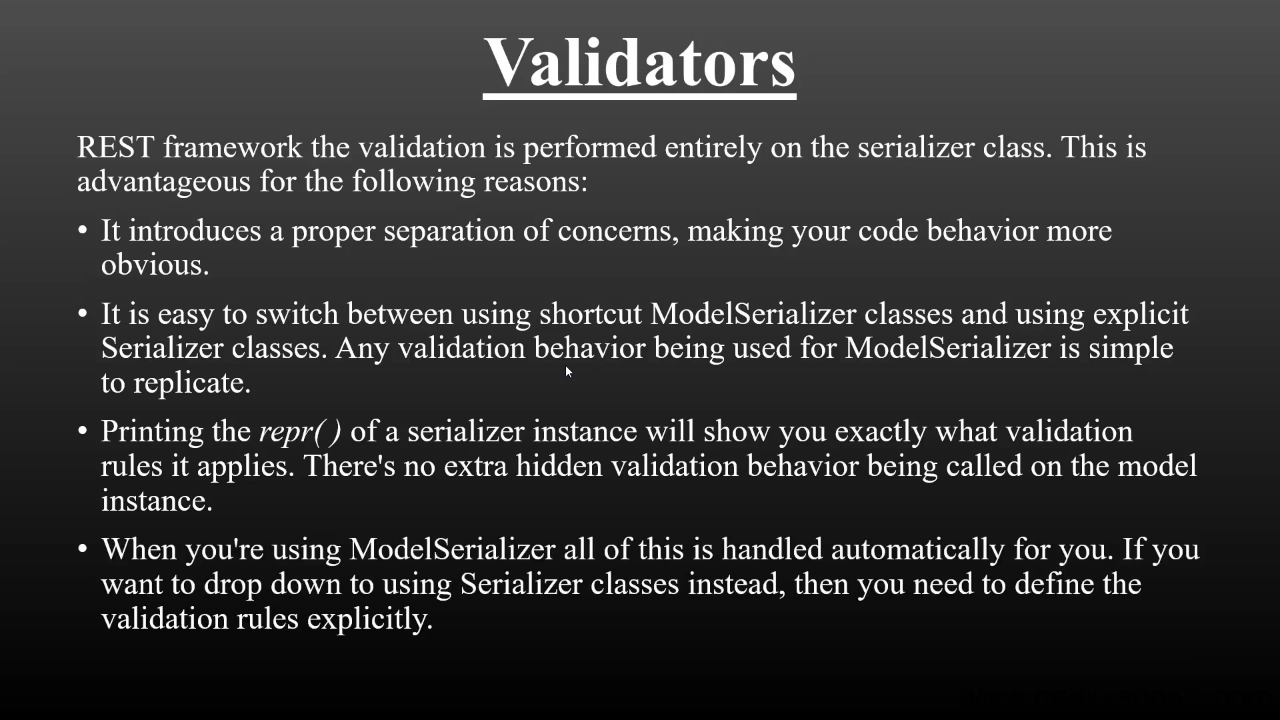 Validators
REST framework the validation is performed entirely on the serializer class. This is
advantageous for the following reasons:
• It introduces a proper separation of concerns, making your code behavior more
obvious.
• It is easy to switch between using shortcut ModelSerializer classes and using explicit
Serializer classes. Any validation behavior being used for ModelSerializer is simple
to replicate.
• Printing the repr( ) of a serializer instance will show you exactly what validation
rules it applies. There's no extra hidden validation behavior being called on the model
instance.
• When you're using ModelSerializer all of this is handled automatically for you. If you
want to drop down to using Serializer classes instead, then you need to define the
validation rules explicitly.